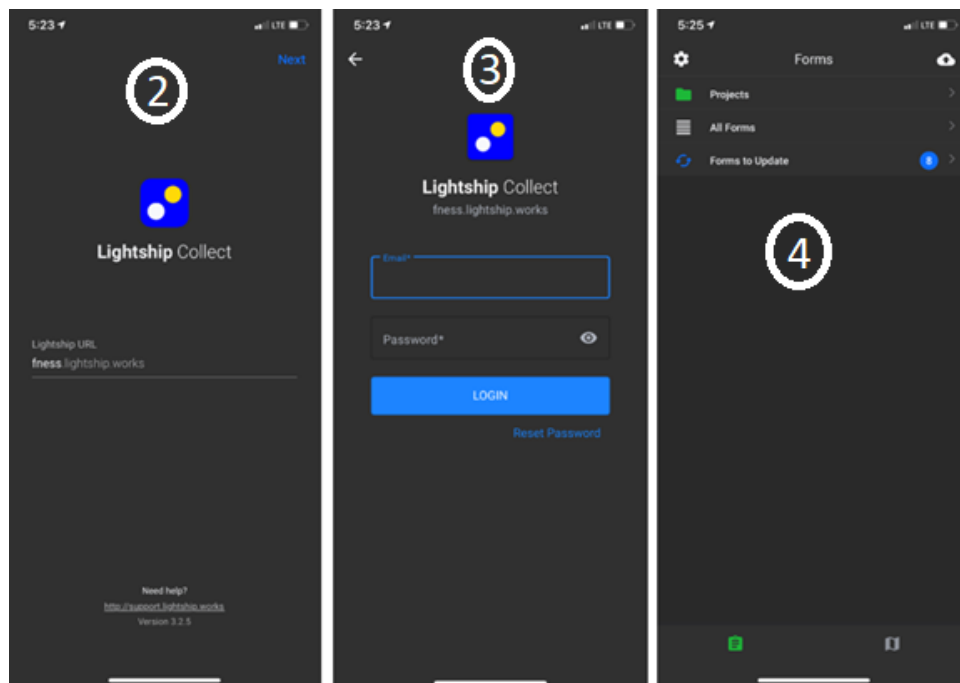 5:23
LTE
Next
2
Lightship Collect
Lightship URL
fness.lightship.works
Need help?
http://support.lightship.works
Version 3.2.5
5:23
LTE
3
Lightship Collect
fness.lightship.works
Email*
Password*
LOGIN
Reset Password
5:25
LTE
Forms
Projects
All Forms
Forms to Update 8
4